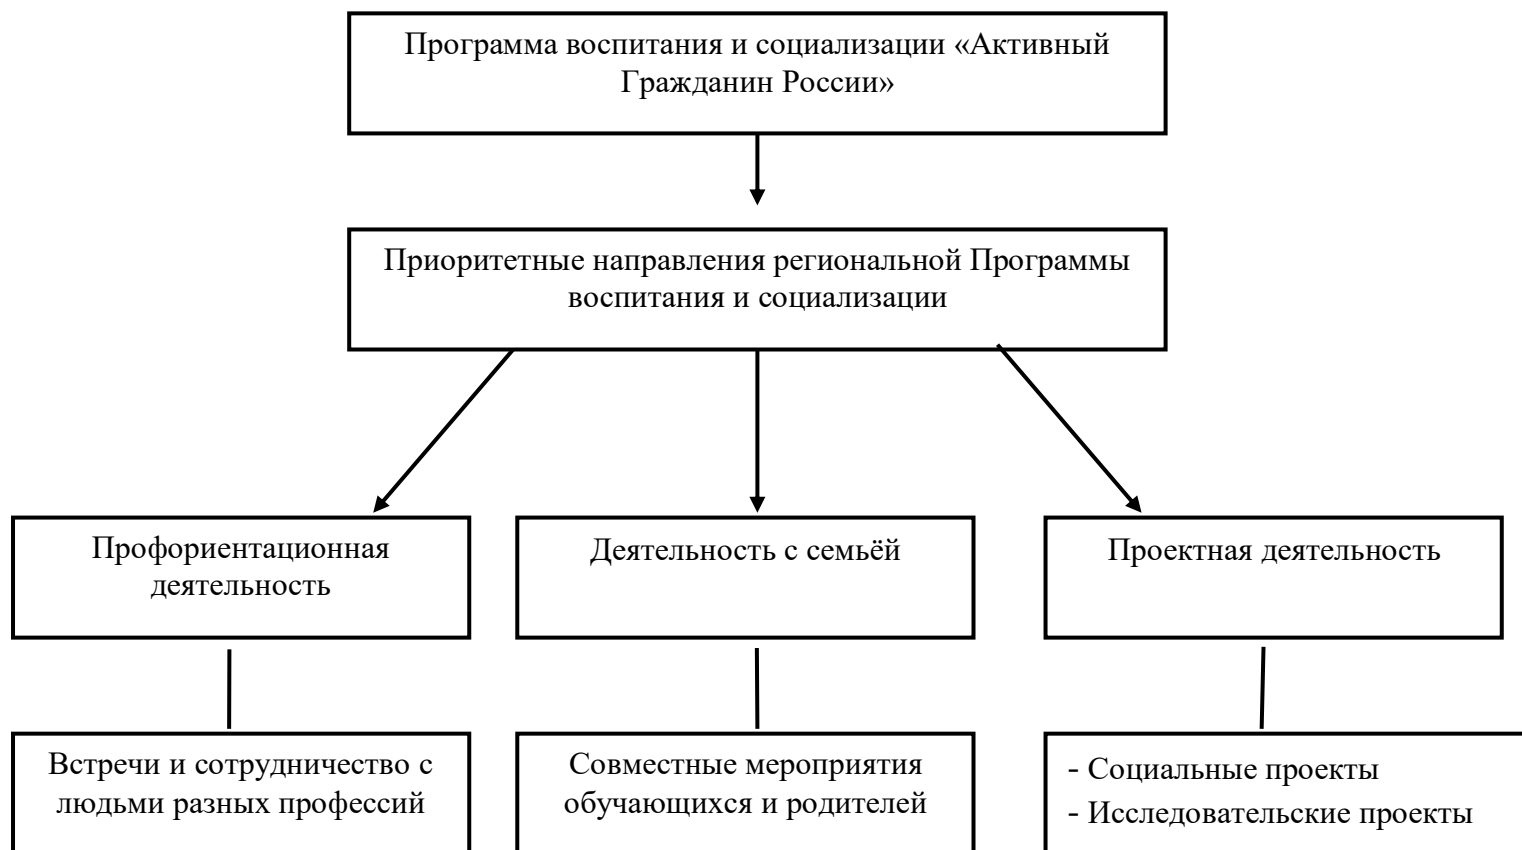 Программа воспитания и социализации «Активный
Гражданин России»
Приоритетные направления региональной Программы
воспитания и социализации
Профориентационная
деятельность
Деятельность с семьёй
Проектная деятельность
Встречи и сотрудничество с
людьми разных профессий
Совместные мероприятия
обучающихся и родителей
- Социальные проекты
- Исследовательские проекты